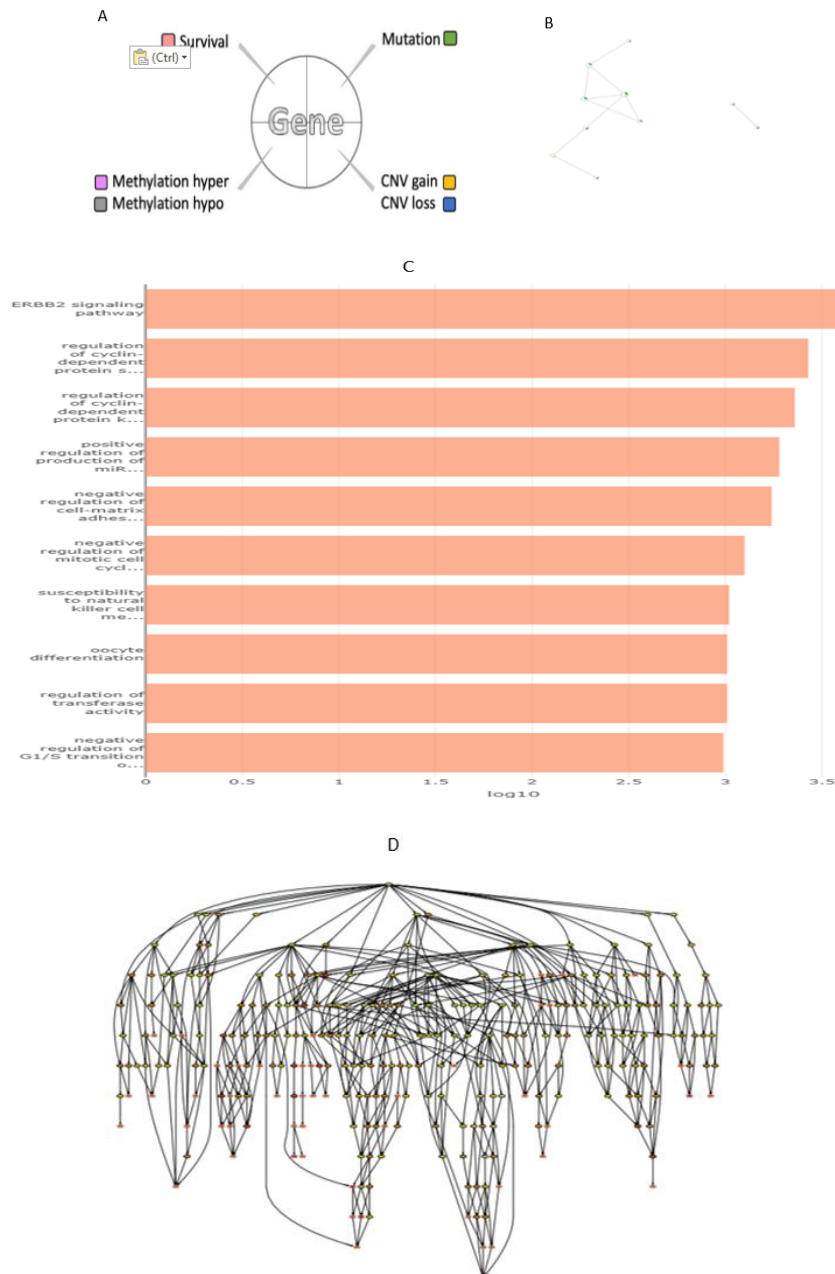 A
B
Survival
Mutation
(Ctrl)
Gene
Methylation hyper
CNV gain
Methylation hypo
CNV loss
C
ERBB2 signaling
pathway
regulation
of cyclin-
dependent
protein s...
regulation
of cyclin-
dependent
protein k...
positive
regulation of
production of
miR...
negative
regulation of
cell-matrix
adhes...
negative
regulation of
mitotic cell
cycl...
susceptibility
to natural
killer cell
me...
oocyte
differentiation
regulation of
transferase
activity
negative
regulation of
G1/S transition
o...
0 0.5 1 1.5 2 2.5 3 3.5
log10
D